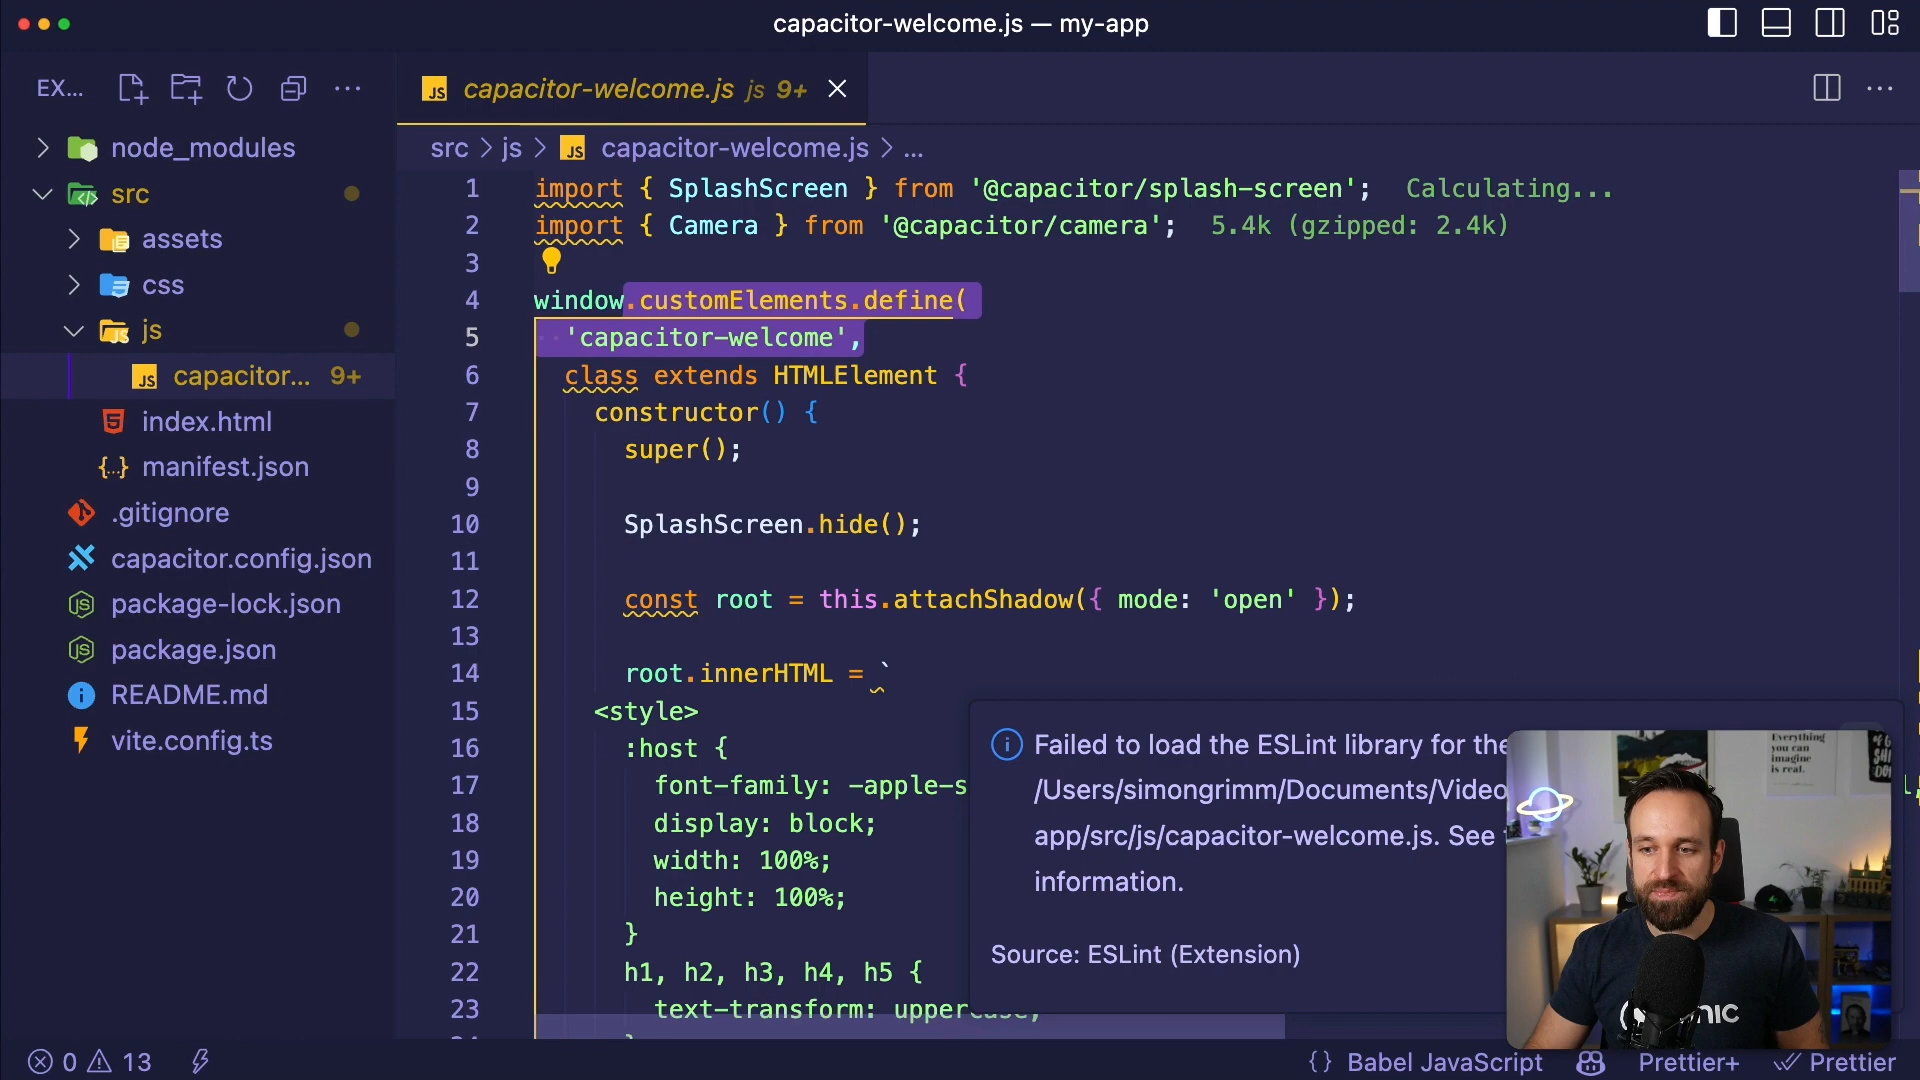 capacitor-welcome.js — my-app
EX...
capacitor-welcome.js js 9+
node_modules
src
assets
css
js
capacitor... 9+
index.html
manifest.json
.gitignore
capacitor.config.json
package-lock.json
package.json
README.md
vite.config.ts
src > js > JS capacitor-welcome.js > ...
1 import { SplashScreen } from '@capacitor/splash-screen'; Calculating...
2 import { Camera } from '@capacitor/camera'; 5.4k (gzipped: 2.4k)
3
4 window.customElements.define(
5 'capacitor-welcome',
6 class extends HTMLElement {
7 constructor() {
8 super();
9
10 SplashScreen.hide();
11
12 const root = this.attachShadow({ mode: 'open' });
13
14 root.innerHTML = `
15 <style>
16 :host {
17 font-family: -apple-s
18 display: block;
19 width: 100%;
20 height: 100%;
21 }
22 h1, h2, h3, h4, h5 {
23 text-transform: uppercase;
Failed to load the ESLint library for the
/Users/simongrimm/Documents/Video
app/src/js/capacitor-welcome.js. See
information.
Source: ESLint (Extension)
Everything
you can
imagine
is real.
0 13
{} Babel JavaScript
Prettier+
Prettier